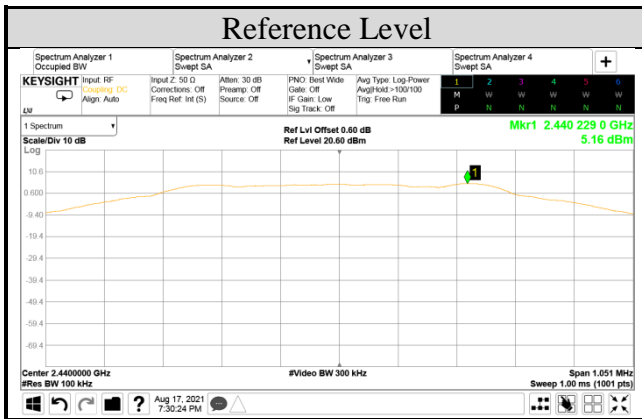 Reference Level
Spectrum Analyzer 1
Occupied BW
Spectrum Analyzer 2
Swept SA
Spectrum Analyzer 3
Swept SA
Spectrum Analyzer 4
Swept SA
+
KEYSIGHT
Input: RF
Coupling: DC
Align: Auto
Input Z: 50 Ω
Corrections: Off
Freq Ref: Int (S)
Atten: 30 dB
Preamp: Off
Source: Off
PNO: Best Wide
Gate: Off
IF Gain: Low
Sig Track: Off
Avg Type: Log-Power
Avg|Hold:>100/100
Trig: Free Run
1 2 3 4 5 6
M W W W W W
P N N N N N
1 Spectrum
Scale/Div 10 dB
Ref Lvl Offset 0.60 dB
Ref Level 20.60 dBm
Mkr1 2.440 229 0 GHz
5.16 dBm
Log
10.6
0.600
-9.40
-19.4
-29.4
-39.4
-49.4
-59.4
-69.4
1
Center 2.4400000 GHz
#Res BW 100 kHz
#Video BW 300 kHz
Span 1.051 MHz
Sweep 1.00 ms (1001 pts)
?
Aug 17, 2021
7:30:24 PM